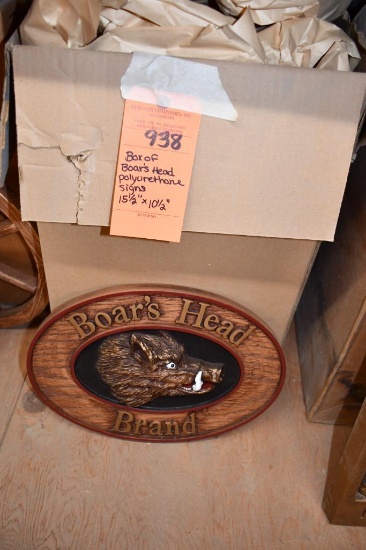 938
Box of
Boar's Head
polyurethane
signs
15½" x 10½"
Boar's Head
Brand